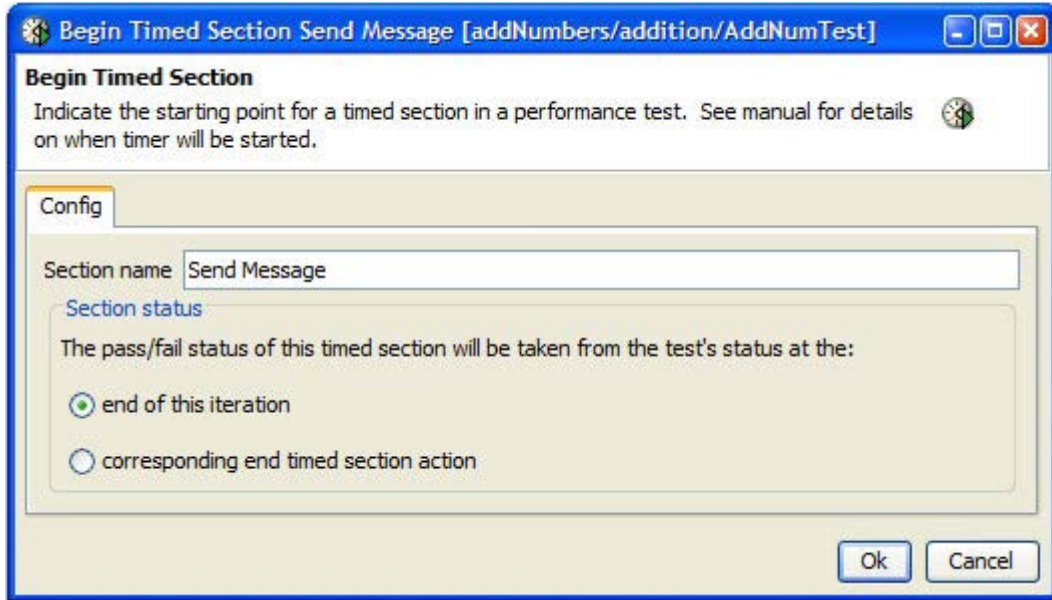 Begin Timed Section Send Message [addNumbers/addition/AddNumTest]
Begin Timed Section
Indicate the starting point for a timed section in a performance test. See manual for details
on when timer will be started.
Config
Section name Send Message
Section status
The pass/fail status of this timed section will be taken from the test's status at the:
end of this iteration
corresponding end timed section action
Ok Cancel